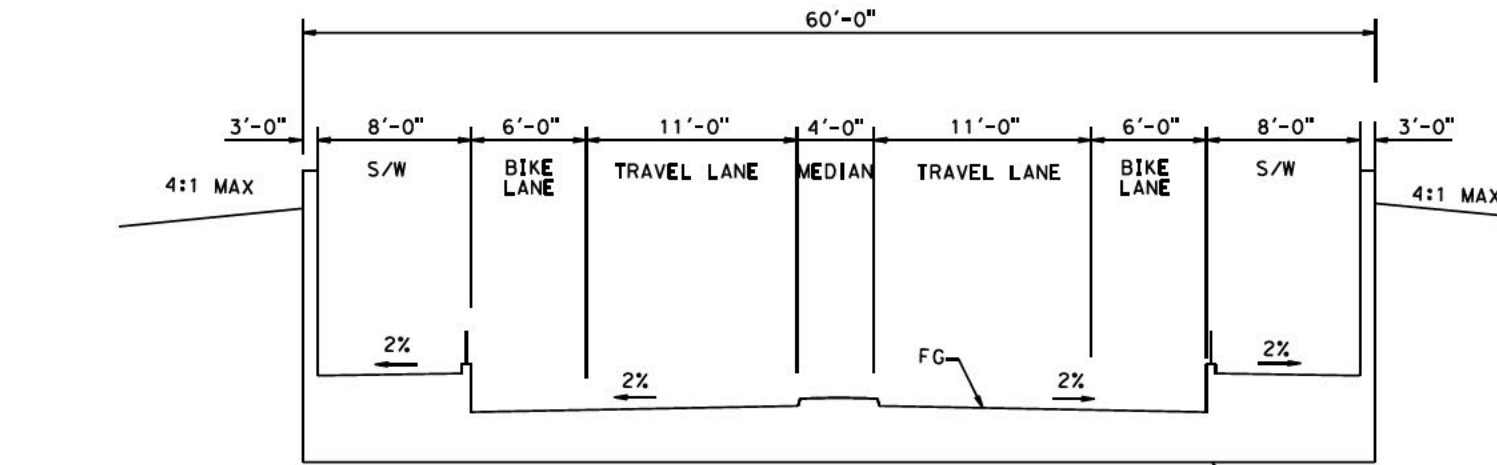 60'-0"
3'-0" 8'-0" 6'-0" 11'-0" 4'-0" 11'-0" 6'-0" 8'-0" 3'-0"
S/W BIKE LANE TRAVEL LANE MEDIAN TRAVEL LANE BIKE LANE S/W
4:1 MAX 4:1 MAX
2% 2%
FG
2% 2%